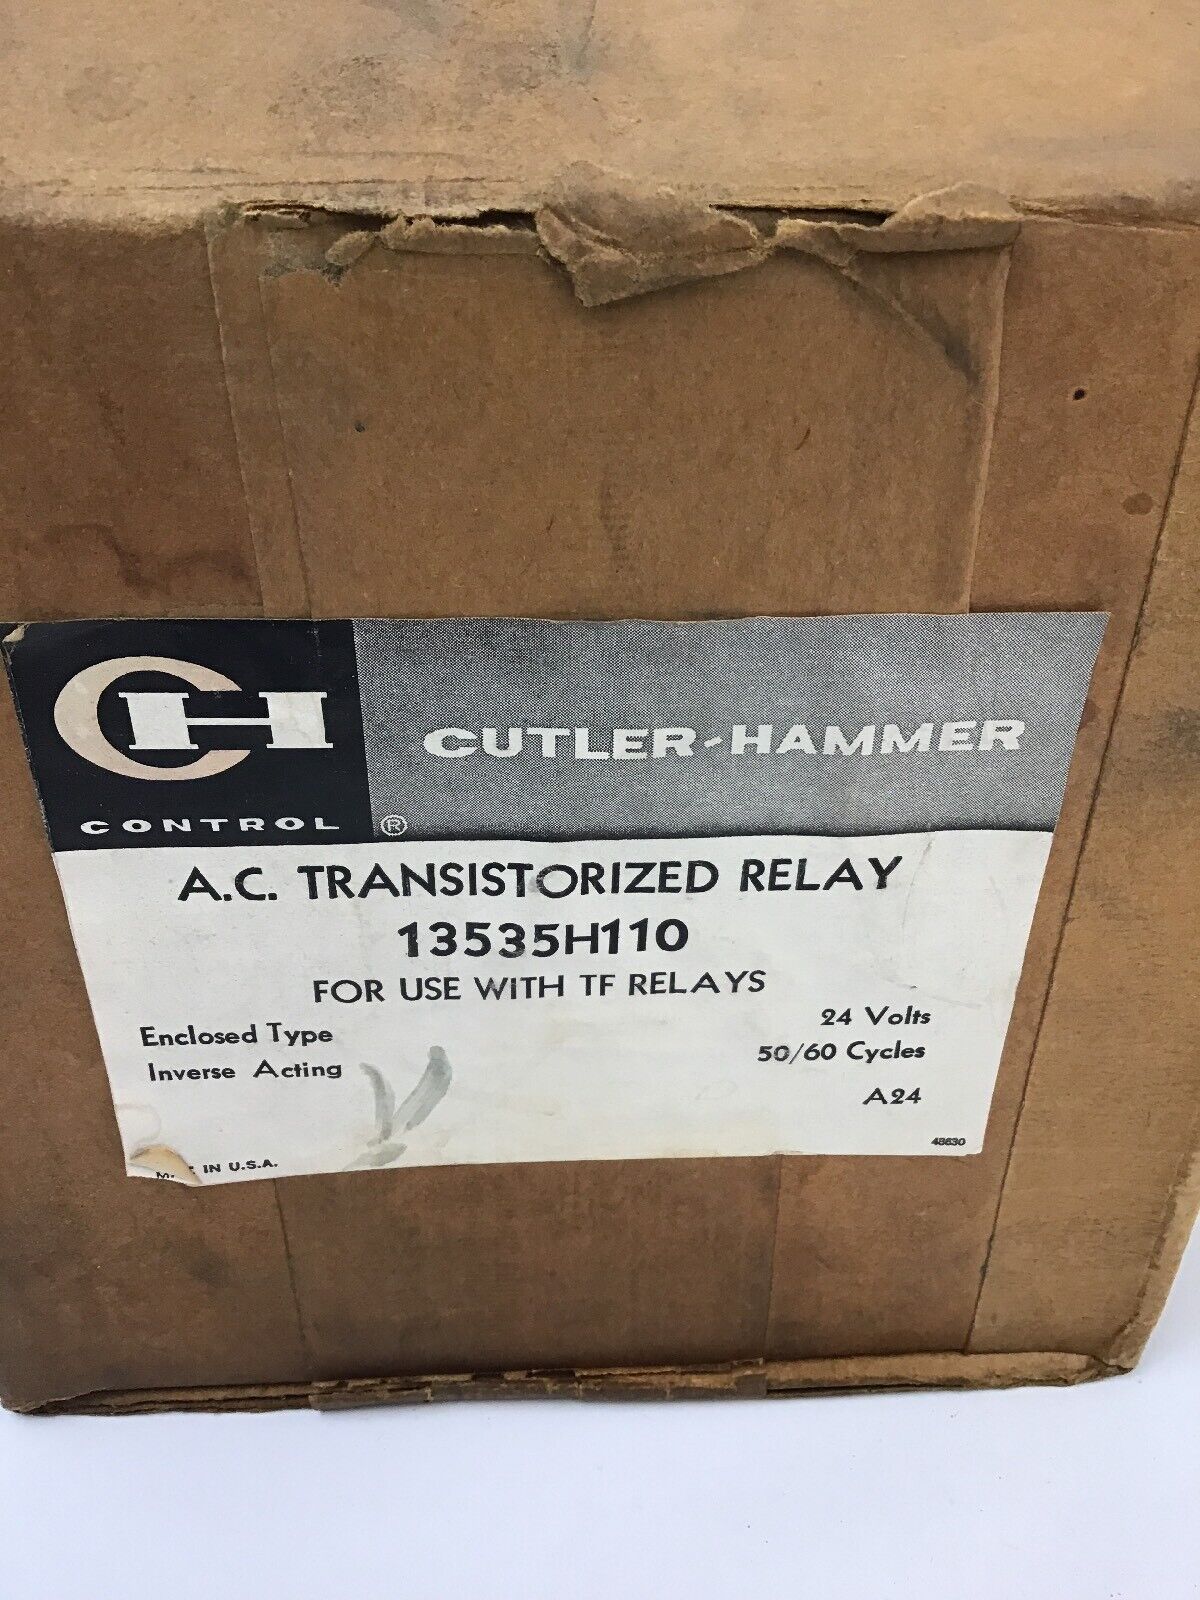 CH
CONTROL ®
CUTLER-HAMMER
A.C. TRANSISTORIZED RELAY
13535H110
FOR USE WITH TF RELAYS
Enclosed Type
24 Volts
Inverse Acting
50/60 Cycles
A24
48630
IN U.S.A.